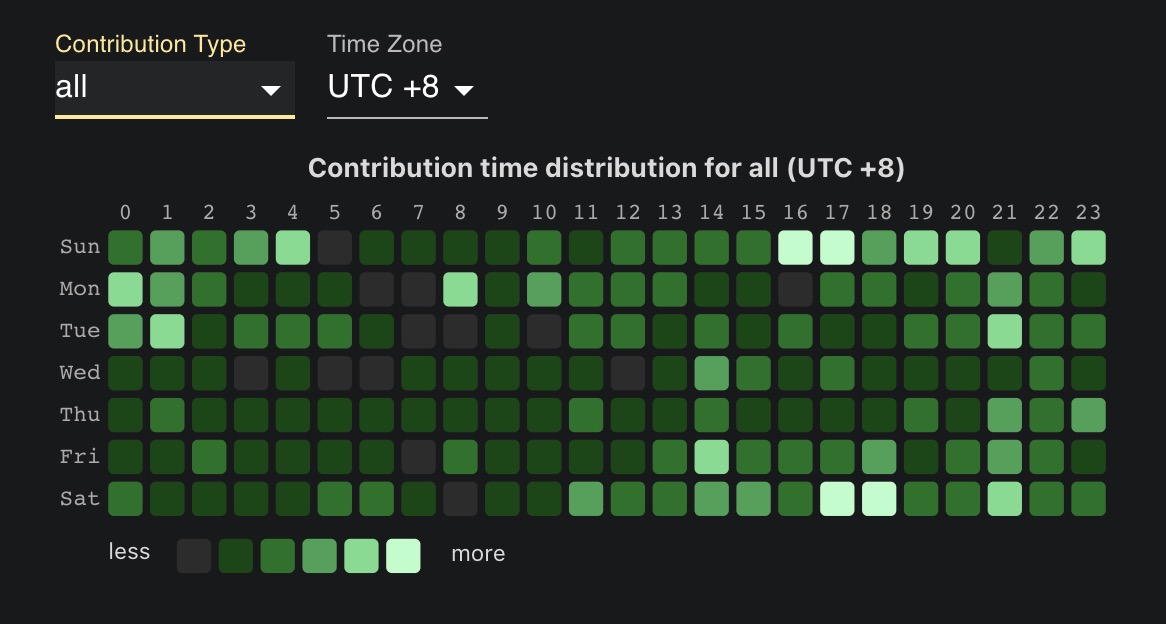 Contribution Type Time Zone
all UTC +8
Contribution time distribution for all (UTC +8)
0 1 2 3 4 5 6 7 8 9 10 11 12 13 14 15 16 17 18 19 20 21 22 23
Sun
Mon
Tue
Wed
Thu
Fri
Sat
less more